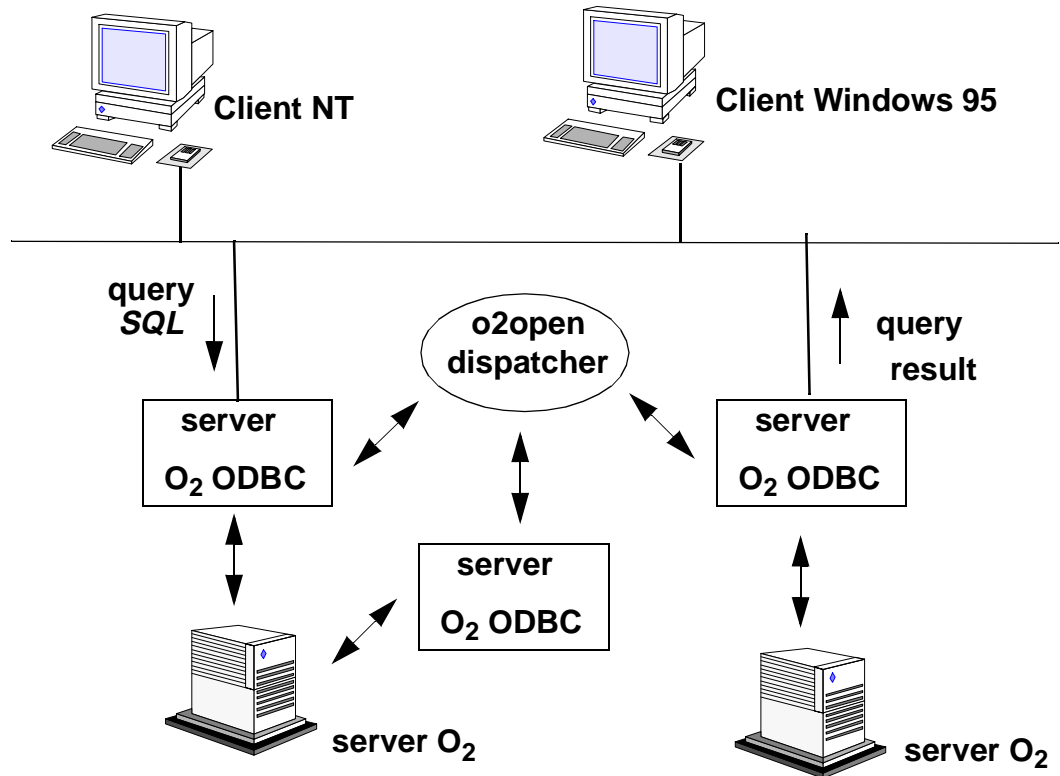 Client NT
Client Windows 95
query
SQL
o2open
dispatcher
query
result
server
O2 ODBC
server
O2 ODBC
server
O2 ODBC
server O2
server O2